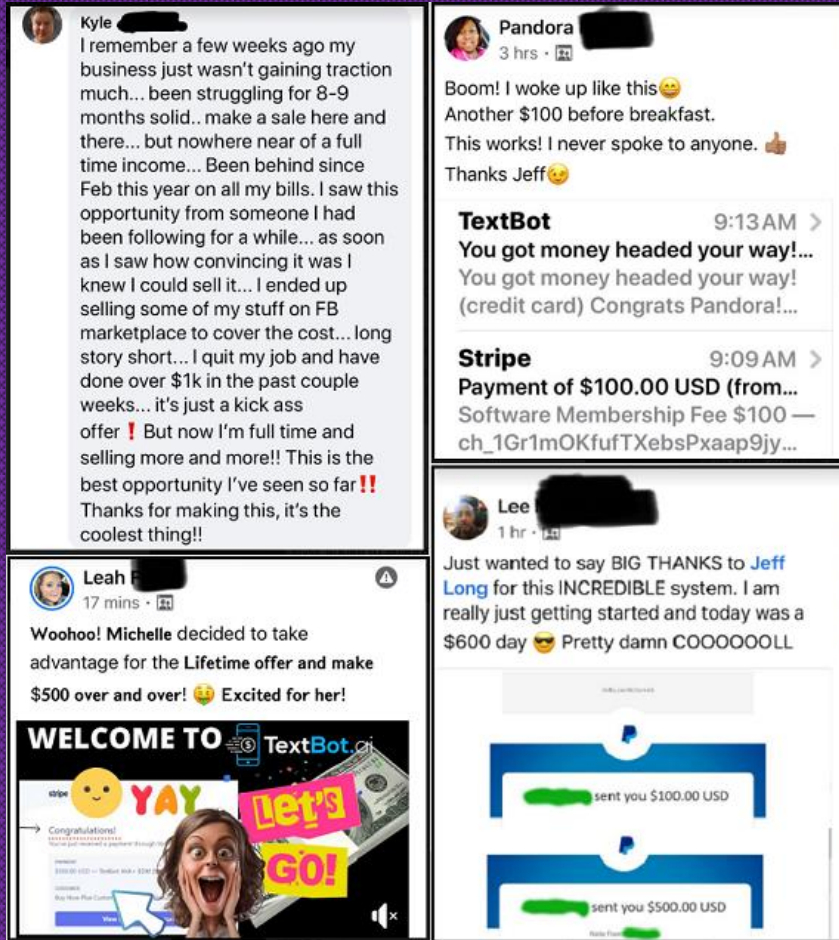 Kyle
I remember a few weeks ago my
business just wasn't gaining traction
much... been struggling for 8-9
months solid.. make a sale here and
there... but nowhere near of a full
time income... Been behind since
Feb this year on all my bills. I saw this
opportunity from someone I had
been following for a while... as soon
as I saw how convincing it was I
knew I could sell it... I ended up
selling some of my stuff on FB
marketplace to cover the cost... long
story short... I quit my job and have
done over $1k in the past couple
weeks... it's just a kick ass
offer❗ But now I'm full time and
selling more and more!! This is the
best opportunity I've seen so far‼️
Thanks for making this, it's the
coolest thing!!
Pandora
3 hrs ·
Boom! I woke up like this😄
Another $100 before breakfast.
This works! I never spoke to anyone. 👍🏽
Thanks Jeff😉
TextBot 9:13 AM >
You got money headed your way!...
You got money headed your way!
(credit card) Congrats Pandora!...
Stripe 9:09 AM >
Payment of $100.00 USD (from...
Software Membership Fee $100 —
ch_1Gr1mOKfufTXebsPxaap9jy...
Leah
17 mins ·
Woohoo! Michelle decided to take
advantage for the Lifetime offer and make
$500 over and over! 🤑 Excited for her!
WELCOME TO TextBot.ai
stripe
YAY
LET'S
GO!
Congratulations!
Lee
1 hr ·
Just wanted to say BIG THANKS to Jeff
Long for this INCREDIBLE system. I am
really just getting started and today was a
$600 day 😎 Pretty damn COOOOOOLL
sent you $100.00 USD
sent you $500.00 USD